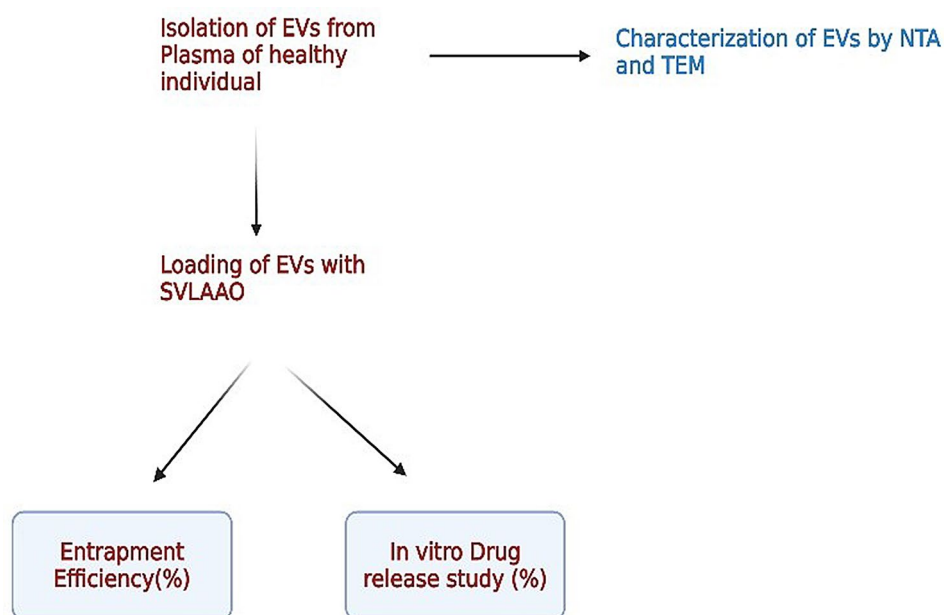 Isolation of EVs from
Plasma of healthy
individual
Characterization of EVs by NTA
and TEM
Loading of EVs with
SVLAAO
Entrapment
Efficiency(%)
In vitro Drug
release study (%)